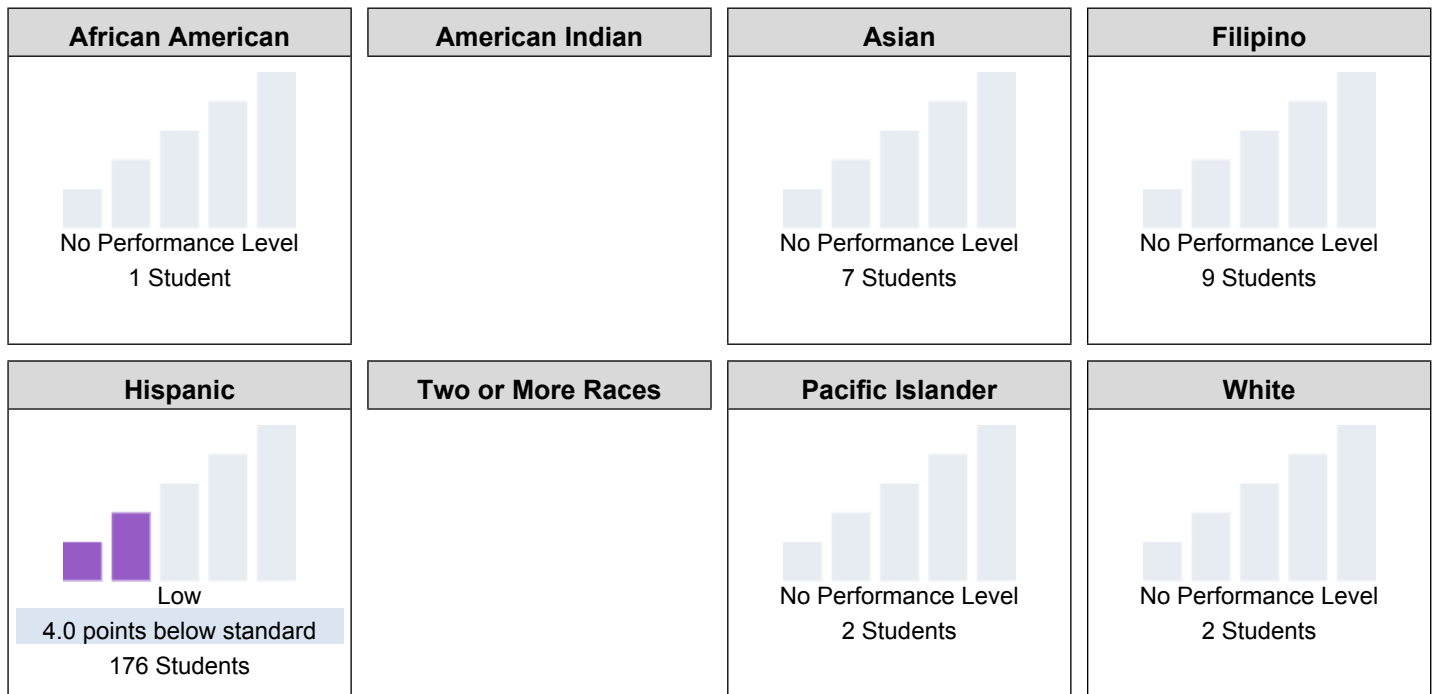 African American
American Indian
Asian
Filipino
No Performance Level
1 Student
No Performance Level
7 Students
No Performance Level
9 Students
Hispanic
Two or More Races
Pacific Islander
White
Low
4.0 points below standard
176 Students
No Performance Level
2 Students
No Performance Level
2 Students